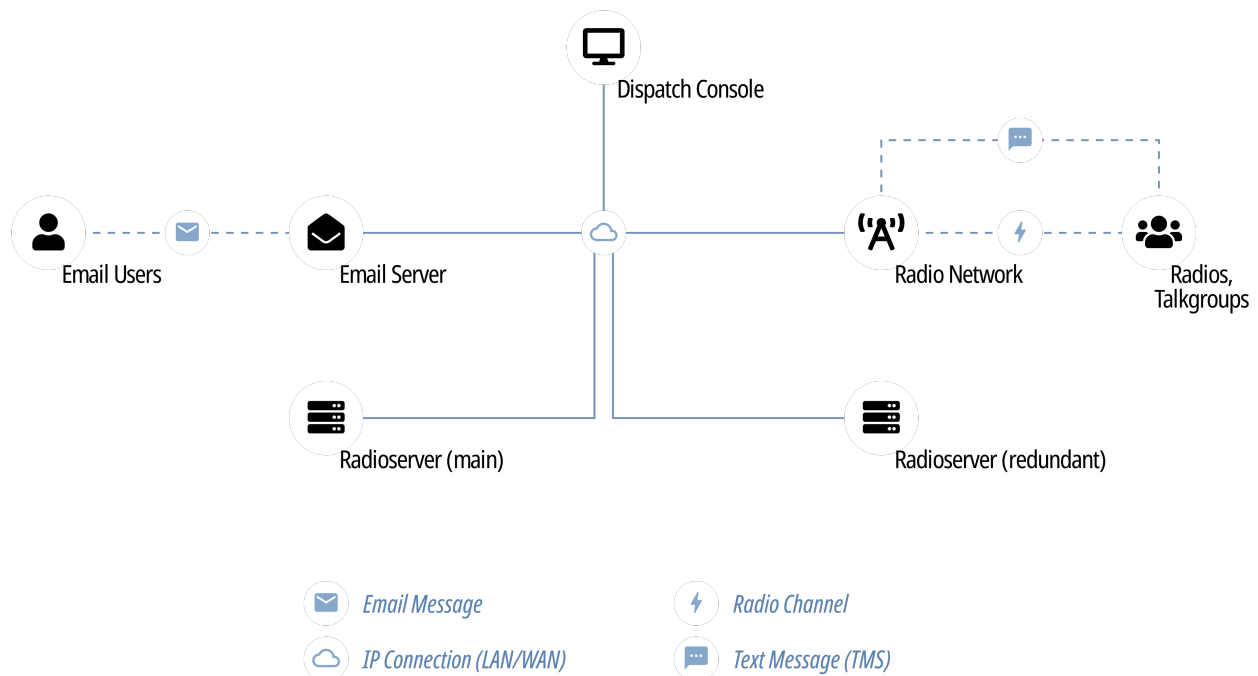 Dispatch Console
Email Users
Email Server
Radio Network
Radios,
Talkgroups
Radioserver (main)
Radioserver (redundant)
Email Message
Radio Channel
IP Connection (LAN/WAN)
Text Message (TMS)